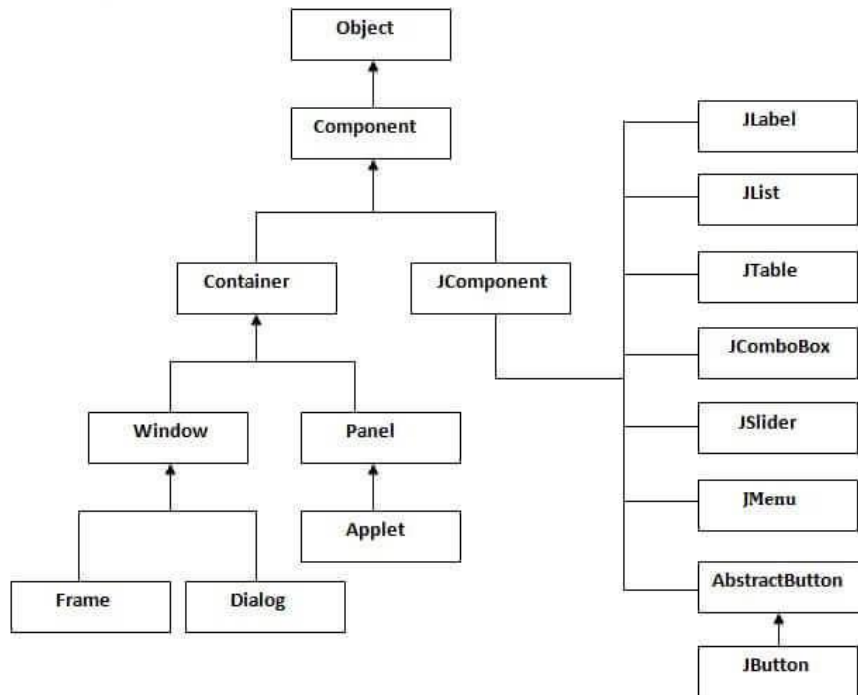 Object
Component
JLabel
JList
Container
JComponent
JTable
JComboBox
Window
Panel
JSlider
JMenu
Applet
Frame
Dialog
AbstractButton
JButton